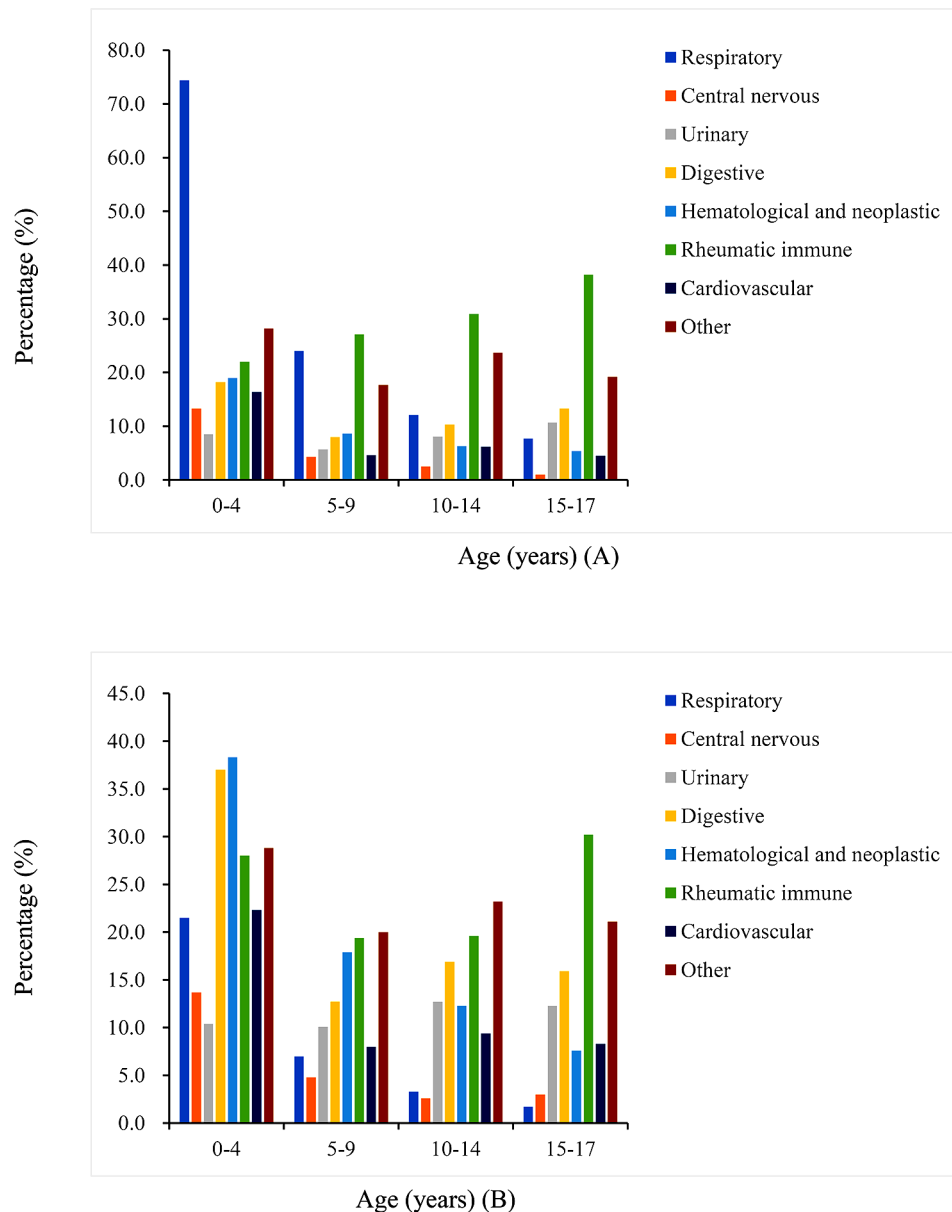 Percentage (%)
80.0
70.0
60.0
50.0
40.0
30.0
20.0
10.0
0.0
0-4
5-9
10-14
15-17
Respiratory
Central nervous
Urinary
Digestive
Hematological and neoplastic
Rheumatic immune
Cardiovascular
Other
Age (years) (A)
Percentage (%)
45.0
40.0
35.0
30.0
25.0
20.0
15.0
10.0
5.0
0.0
0-4
5-9
10-14
15-17
Respiratory
Central nervous
Urinary
Digestive
Hematological and neoplastic
Rheumatic immune
Cardiovascular
Other
Age (years) (B)